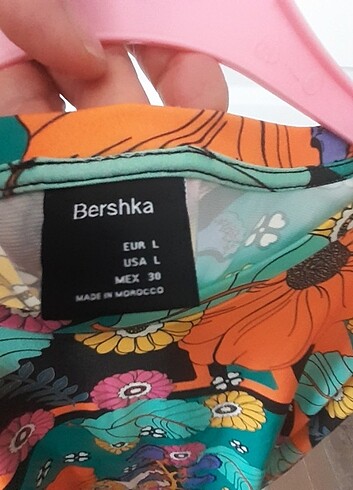 Bershka
EUR L
USA L
MEX 30
MADE IN MOROCCO